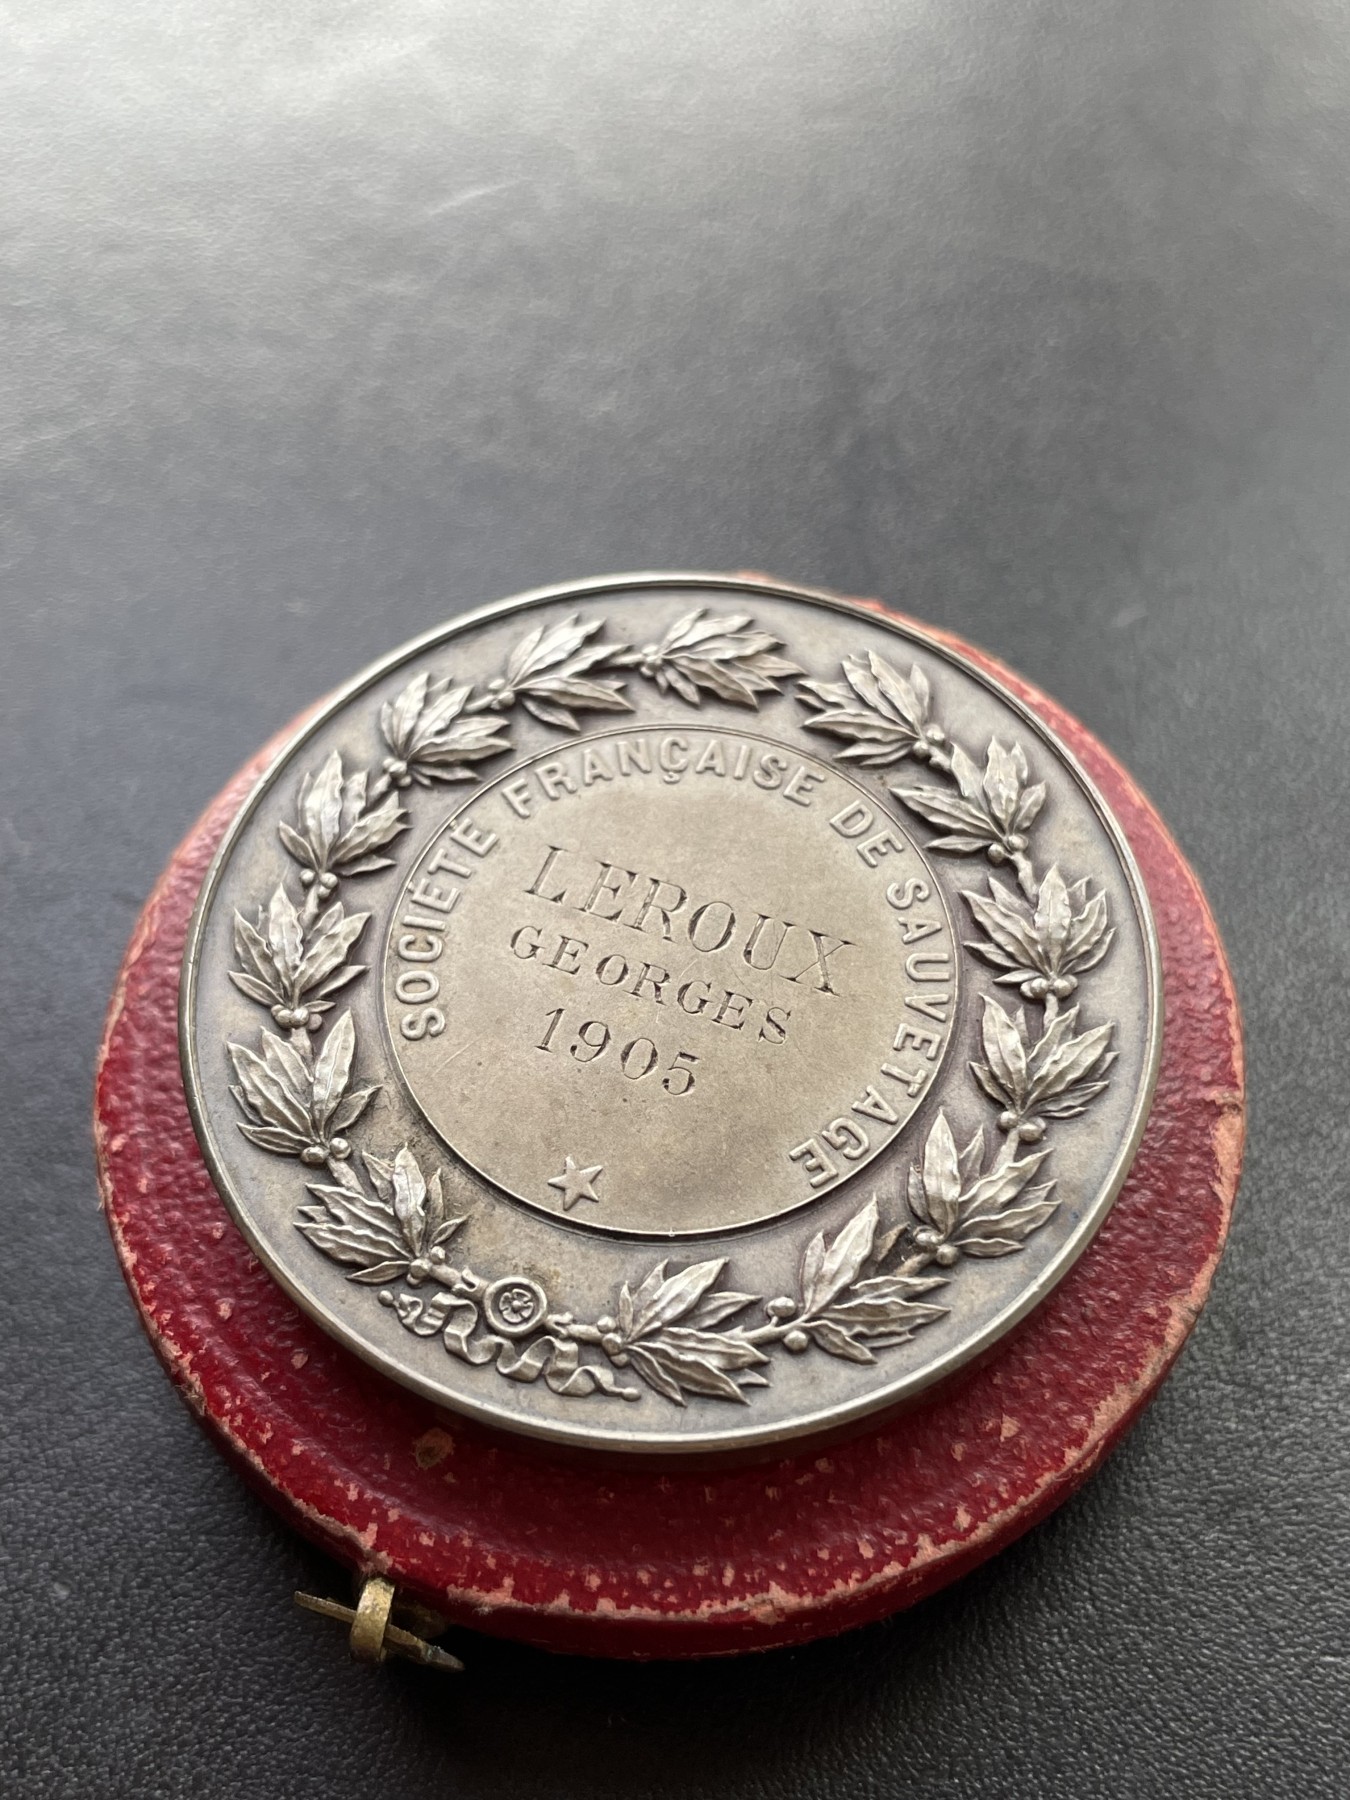 SOCIÉTÉ FRANÇAISE DE SAUVETAGE
LEROUX
GEORGES
1905